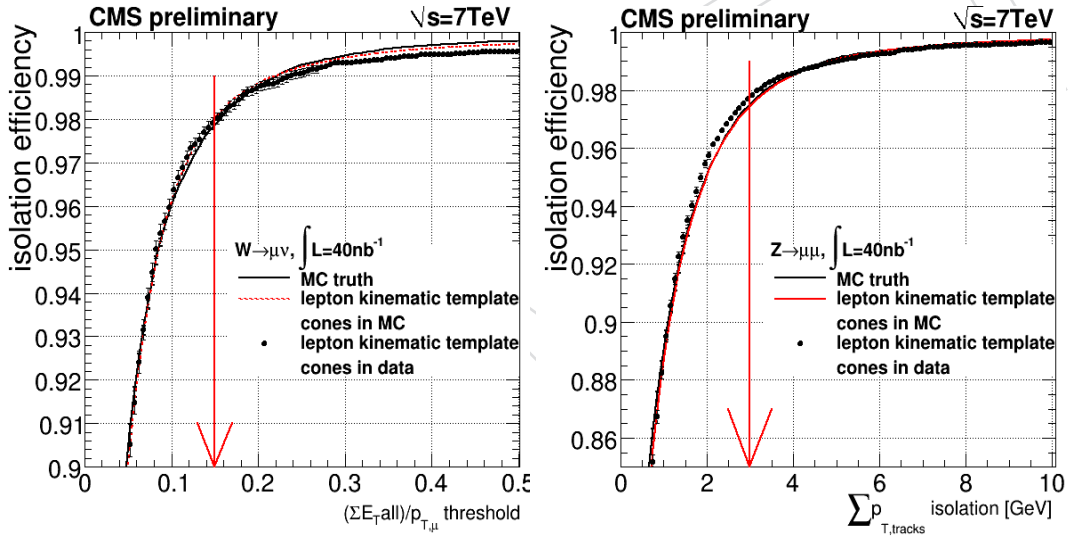 CMS preliminary √s=7TeV
isolation efficiency
1
0.99
0.98
0.97
0.96
0.95
0.94
0.93
0.92
0.91
0.9
W→μν, ∫L=40nb⁻¹
MC truth
lepton kinematic template
cones in MC
lepton kinematic template
cones in data
0 0.1 0.2 0.3 0.4 0.5
(ΣE_T all)/p_T,μ threshold
CMS preliminary √s=7TeV
isolation efficiency
1
0.98
0.96
0.94
0.92
0.9
0.88
0.86
Z→μμ, ∫L=40nb⁻¹
MC truth
lepton kinematic template
cones in MC
lepton kinematic template
cones in data
0 2 4 6 8 10
∑p_T,tracks isolation [GeV]